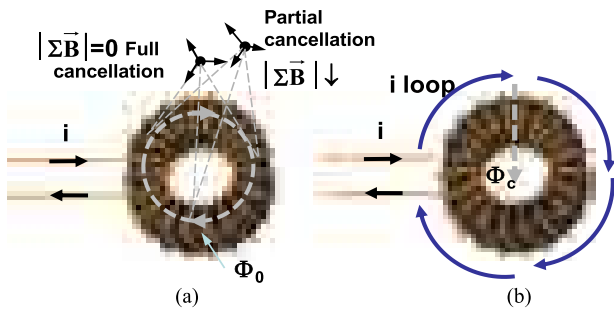 Partial
cancellation
|ΣB⃗|=0 Full
cancellation
|ΣB⃗|↓
i
Φ₀
(a)
i loop
i
Φc
(b)